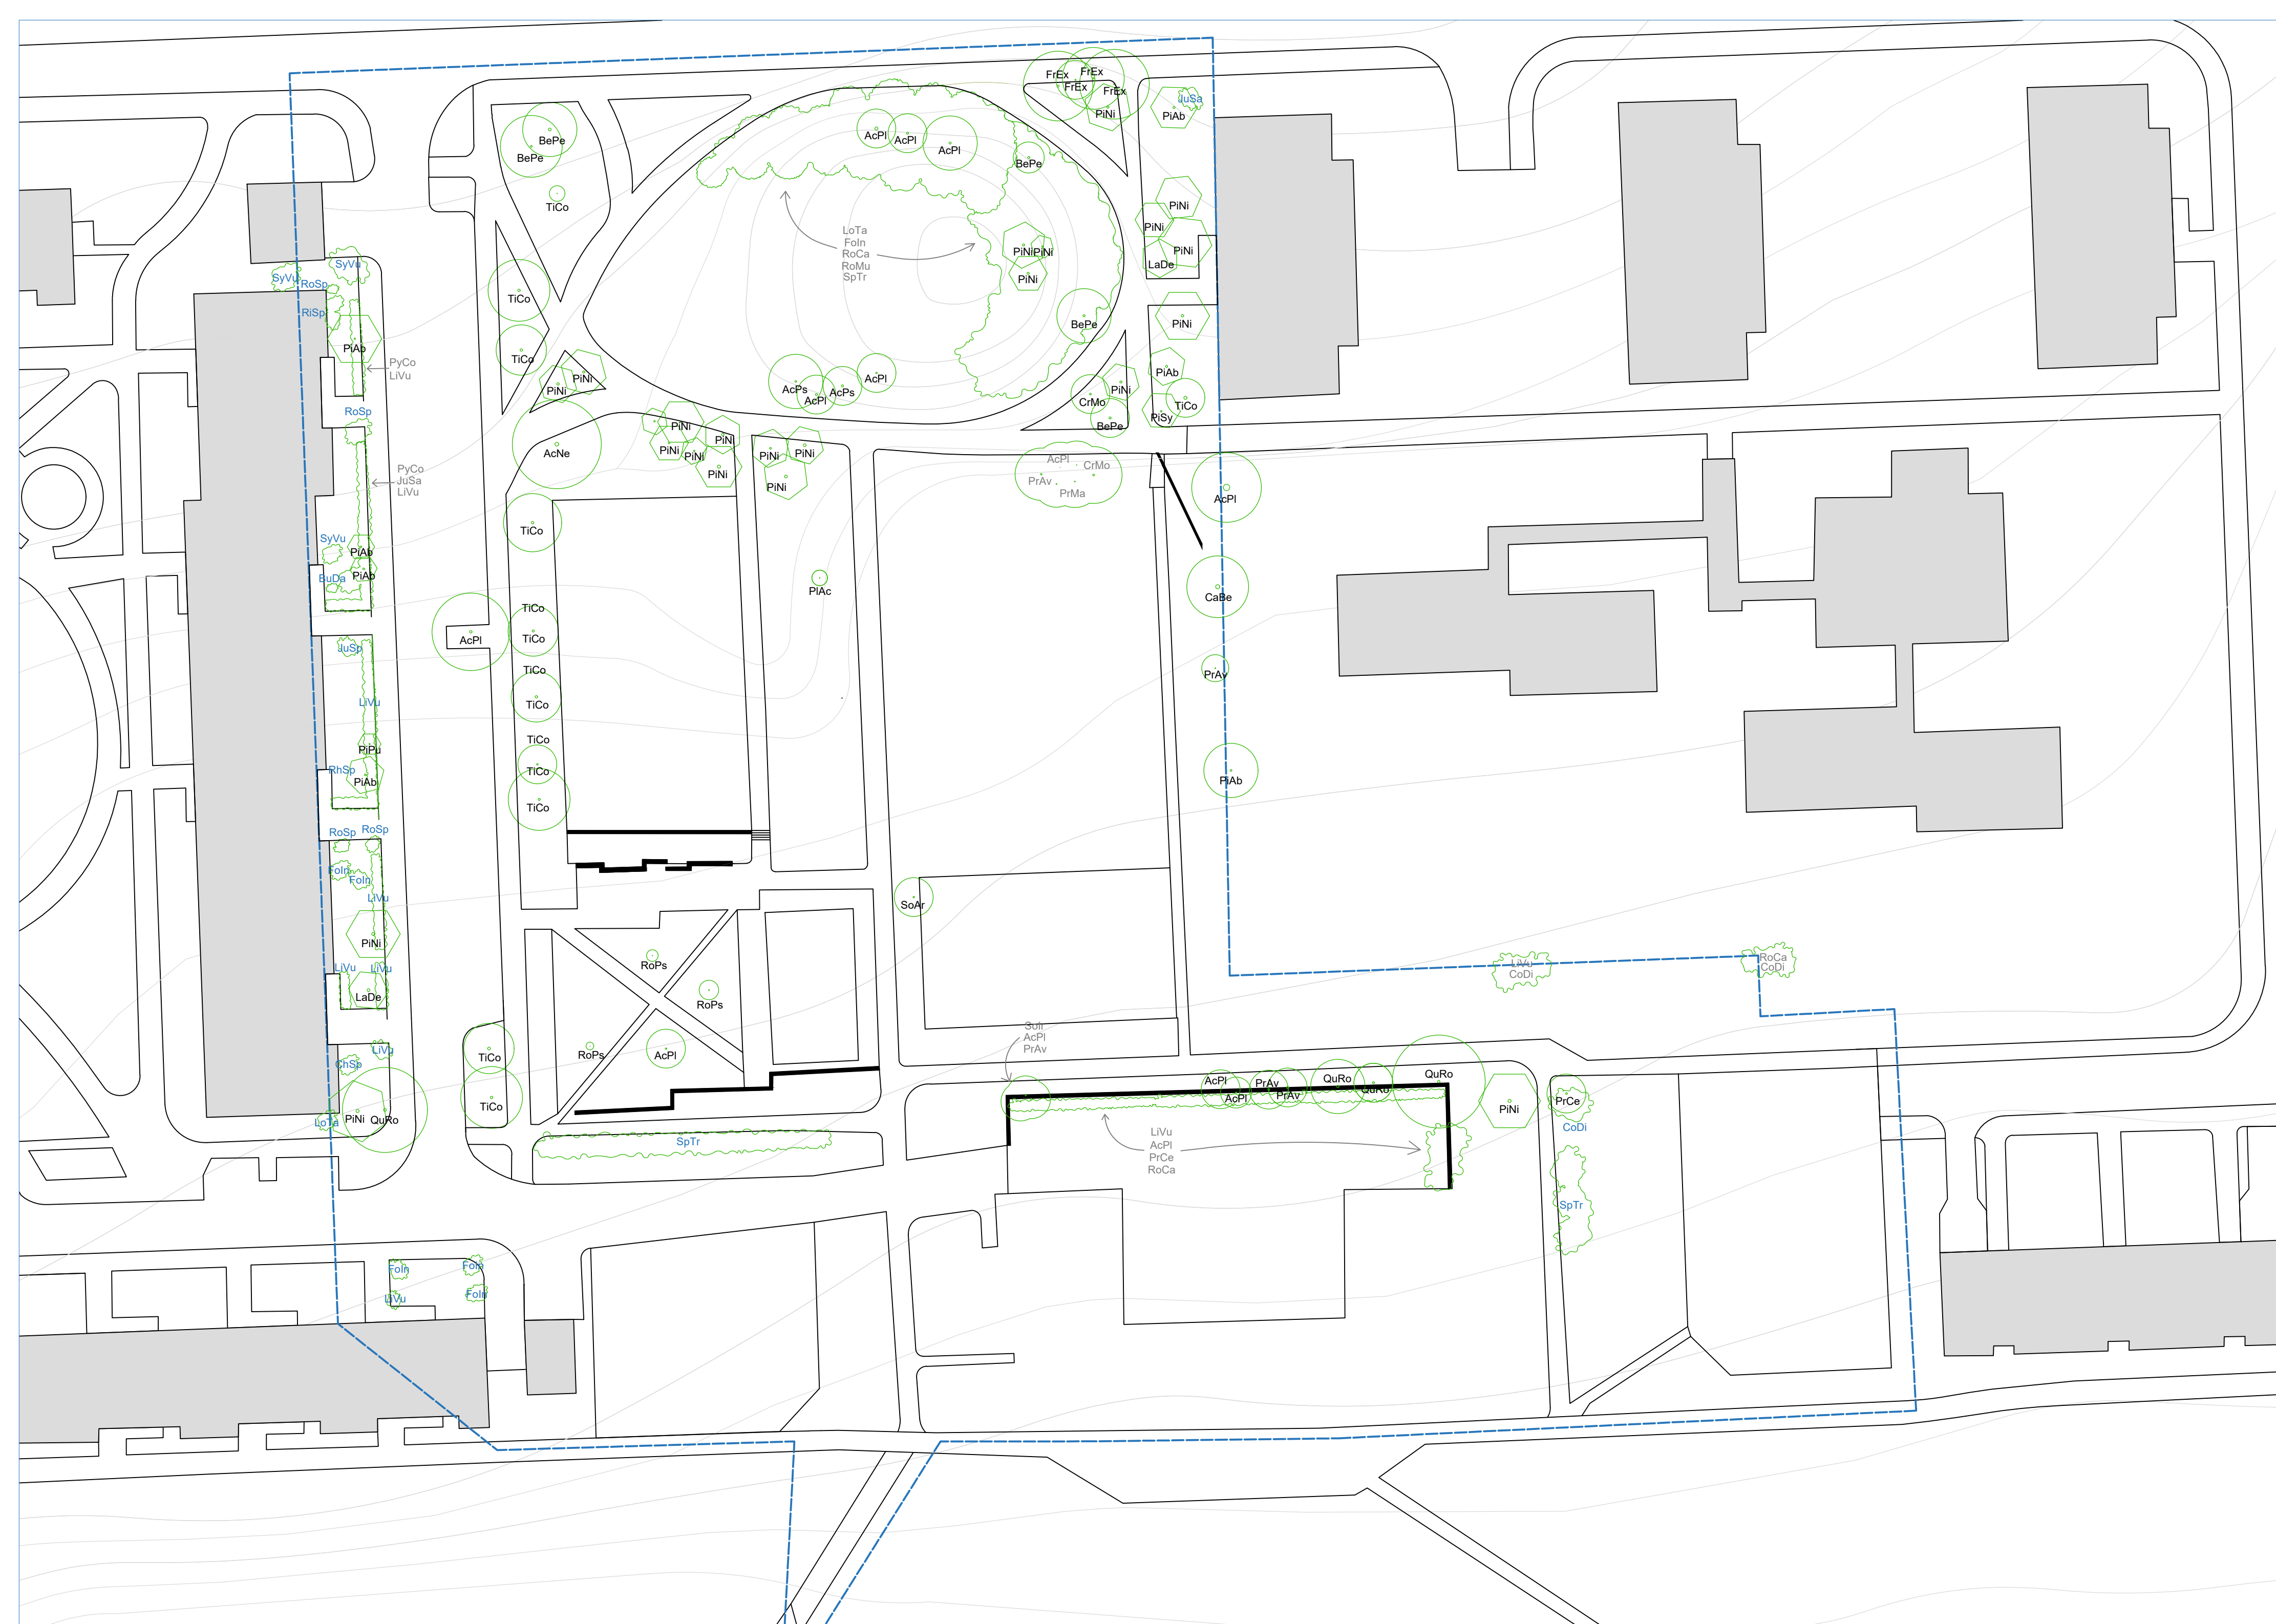 FrEx
FrEx
FrEx
FrEx
PiNi
JuSa
PiAb
BePe
BePe
TiCo
AcPl
AcPl
AcPl
BePe
LoTa
FoIn
RoCa
RoMu
SpTr
PiNi
PiNi
PiNi
PiNi
PiNi
PiNi
LaDe
SyVu
SyVu
RoSp
RiSp
PiAb
PyCo
LiVu
TiCo
TiCo
PiNi
PiNi
BePe
PiNi
AcPs
AcPl
AcPs
AcPl
PiAb
PiNi
CrMo
BePe
PiSy
TiCo
RoSp
PyCo
JuSa
LiVu
AcNe
PiNi
PiNi
PiNi
PiNi
PiNi
PiNi
PiNi
PiNi
AcPl
CrMo
PrAv
PrMa
AcPl
SyVu
PiAb
PiAb
BuDa
TiCo
PlAc
CaBe
TiCo
AcPl
TiCo
JuSp
TiCo
PrAv
LiVu
TiCo
PiPu
TiCo
RhSp
PiAb
TiCo
PiAb
TiCo
RoSp
RoSp
FoIn
FoIn
LiVu
SoAr
PiNi
LiVu
LiVu
LaDe
RoPs
RoPs
LiVu
CoDi
RoCa
CoDi
SoIr
AcPl
PrAv
LiVg
ChSp
TiCo
RoPs
AcPl
TiCo
LoTa
PiNi
QuRo
SpTr
AcPl
AcPl
PrAv
PrAv
QuRo
QuRo
QuRo
PiNi
PrCe
CoDi
LiVu
AcPl
PrCe
RoCa
SpTr
FoIn
FoIn
LiVu
FoIn